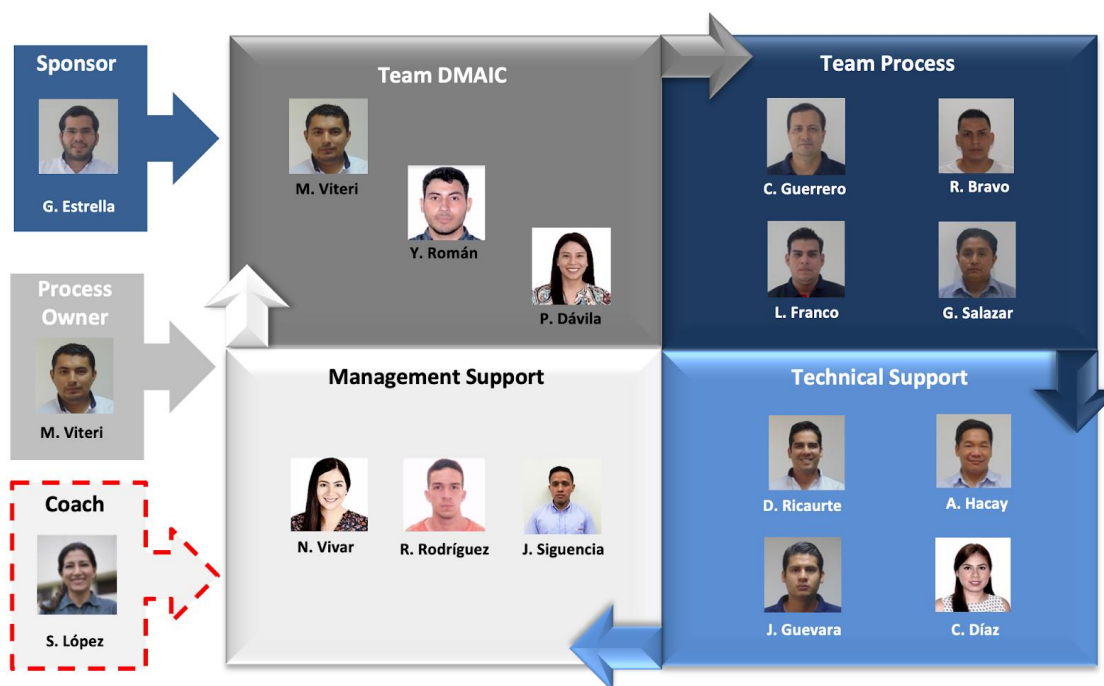 Sponsor
G. Estrella
Process
Owner
M. Viteri
Coach
S. López
Team DMAIC
M. Viteri
Y. Román
P. Dávila
Team Process
C. Guerrero
R. Bravo
L. Franco
G. Salazar
Management Support
N. Vivar
R. Rodríguez
J. Siguencia
Technical Support
D. Ricaurte
A. Hacay
J. Guevara
C. Díaz